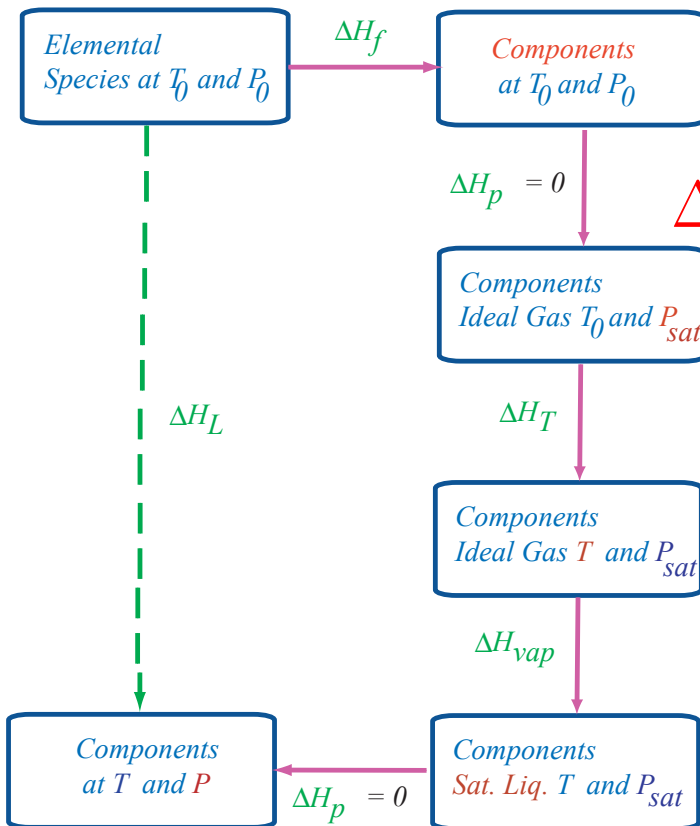 Elemental
Species at T0 and P0
ΔHf
Components
at T0 and P0
ΔHp = 0
Δ
Components
Ideal Gas T0 and Psat
ΔHL
ΔHT
Components
Ideal Gas T and Psat
ΔHvap
Components
at T and P
ΔHp = 0
Components
Sat. Liq. T and Psat